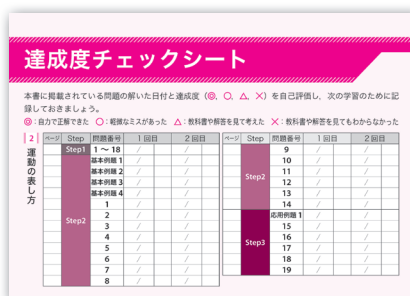 達成度チェックシート
本書に掲載されている問題の解いた日付と達成度（◎，○，△，×）を自己評価し，次の学習のために記
録しておきましょう。
◎：自力で正解できた ○：軽微なミスがあった △：教科書や解答を見て考えた ×：教科書や解答を見てもわからなかった
2 運動の表し方
ページ Step 問題番号 1回目 2回目
Step1 1～18 / /
Step2 基本例題1 / /
基本例題2 / /
基本例題3 / /
基本例題4 / /
1 / /
2 / /
3 / /
4 / /
5 / /
6 / /
7 / /
8 / /
ページ Step 問題番号 1回目 2回目
Step2 9 / /
10 / /
11 / /
12 / /
13 / /
14 / /
Step3 応用例題1 / /
15 / /
16 / /
17 / /
18 / /
19 / /